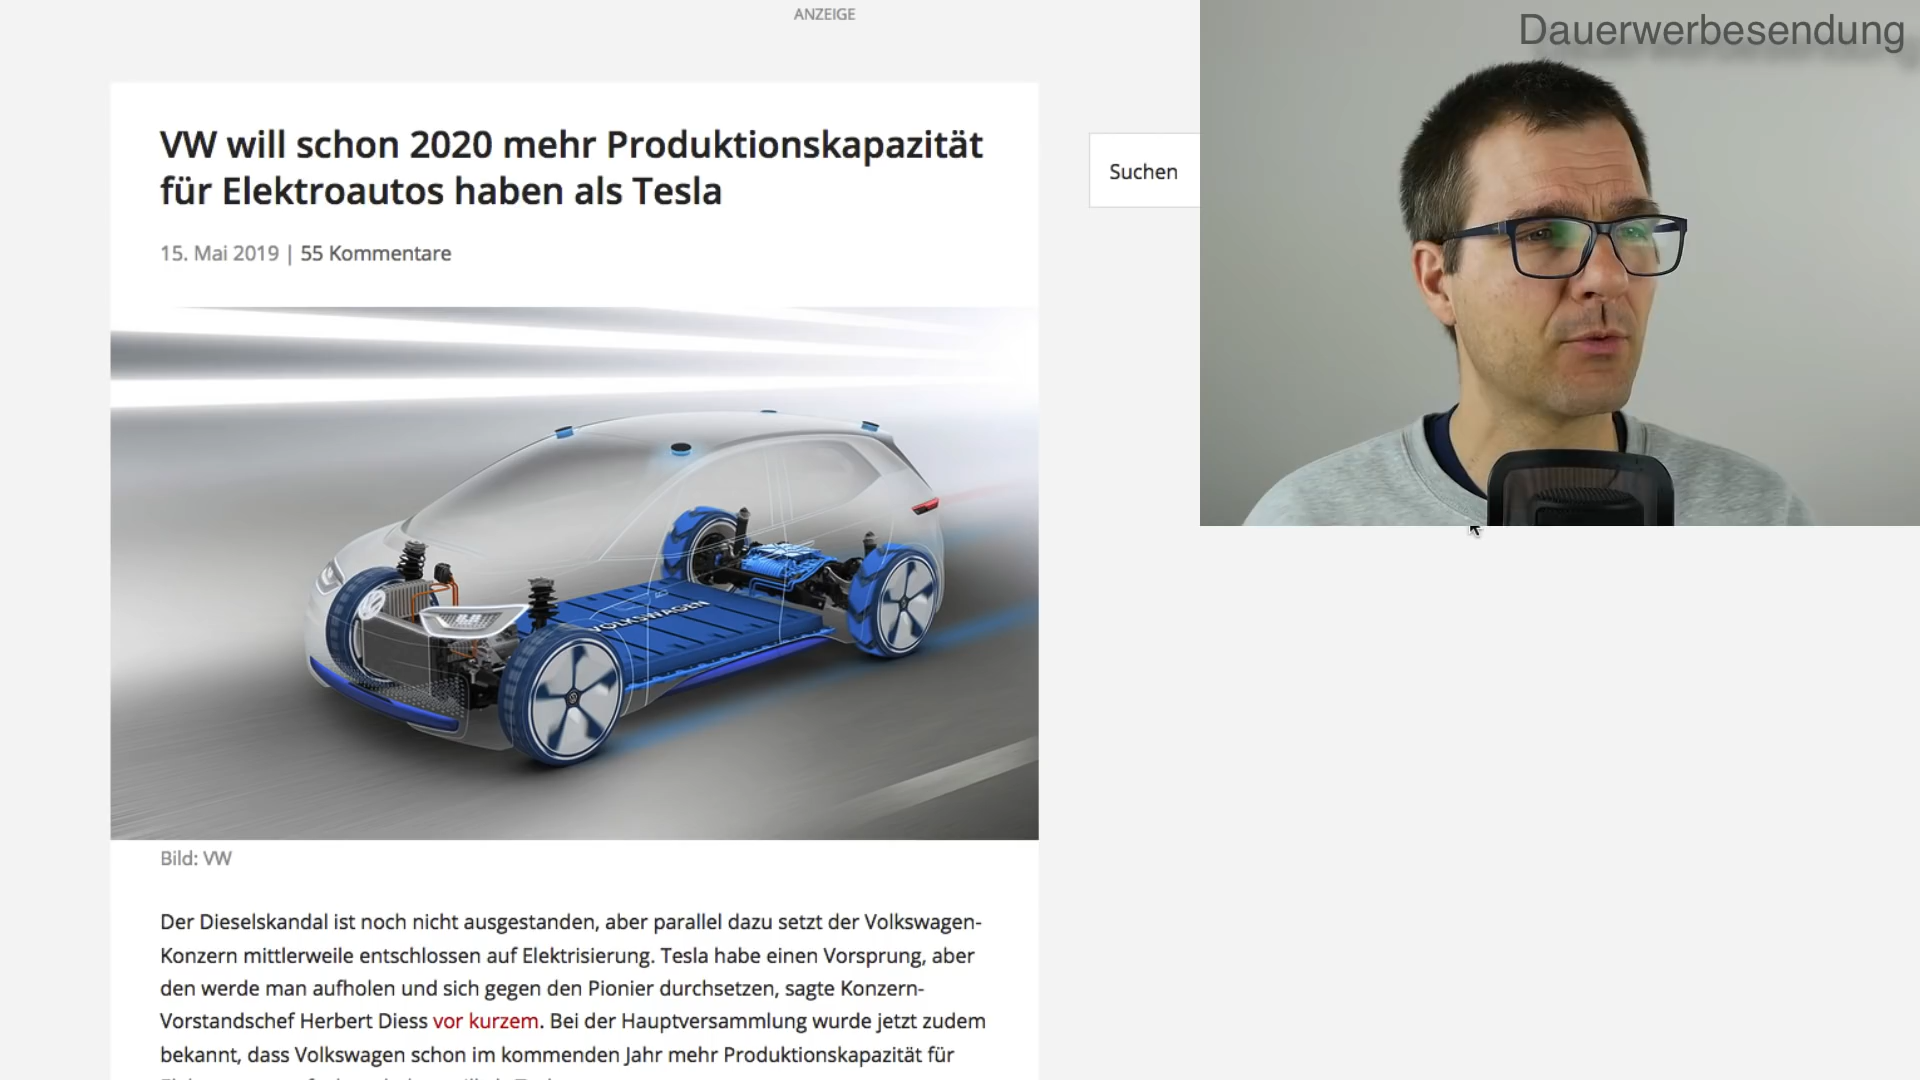 ANZEIGE
Dauerwerbesendung
VW will schon 2020 mehr Produktionskapazität
für Elektroautos haben als Tesla
15. Mai 2019 | 55 Kommentare
Suchen
VOLKSWAGEN
Bild: VW
Der Dieselskandal ist noch nicht ausgestanden, aber parallel dazu setzt der Volkswagen-
Konzern mittlerweile entschlossen auf Elektrisierung. Tesla habe einen Vorsprung, aber
den werde man aufholen und sich gegen den Pionier durchsetzen, sagte Konzern-
Vorstandschef Herbert Diess vor kurzem. Bei der Hauptversammlung wurde jetzt zudem
bekannt, dass Volkswagen schon im kommenden Jahr mehr Produktionskapazität für